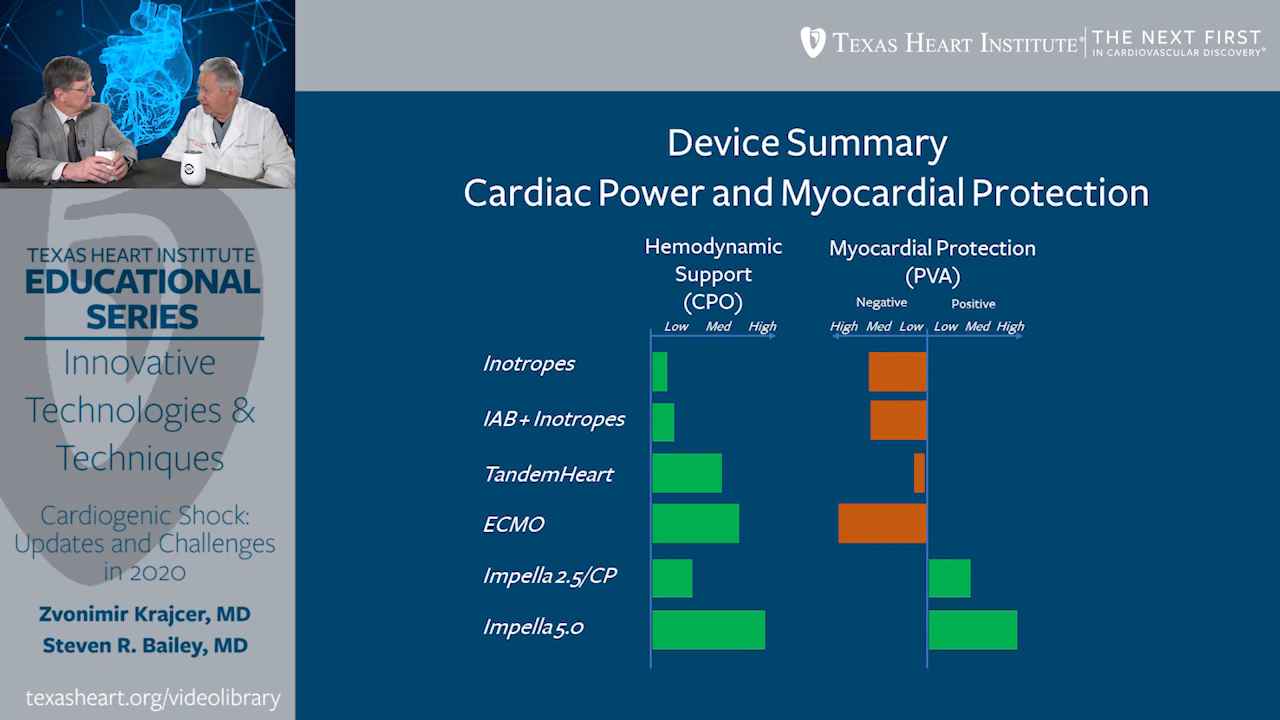 TEXAS HEART INSTITUTE® THE NEXT FIRST
IN CARDIOVASCULAR DISCOVERY®
TEXAS HEART INSTITUTE
EDUCATIONAL
SERIES
Innovative
Technologies &
Techniques
Cardiogenic Shock:
Updates and Challenges
in 2020
Zvonimir Krajcer, MD
Steven R. Bailey, MD
texasheart.org/videolibrary
Device Summary
Cardiac Power and Myocardial Protection
Hemodynamic
Support
(CPO)
Low Med High
Myocardial Protection
(PVA)
Negative Positive
High Med Low Low Med High
Inotropes
IAB + Inotropes
TandemHeart
ECMO
Impella 2.5/CP
Impella 5.0